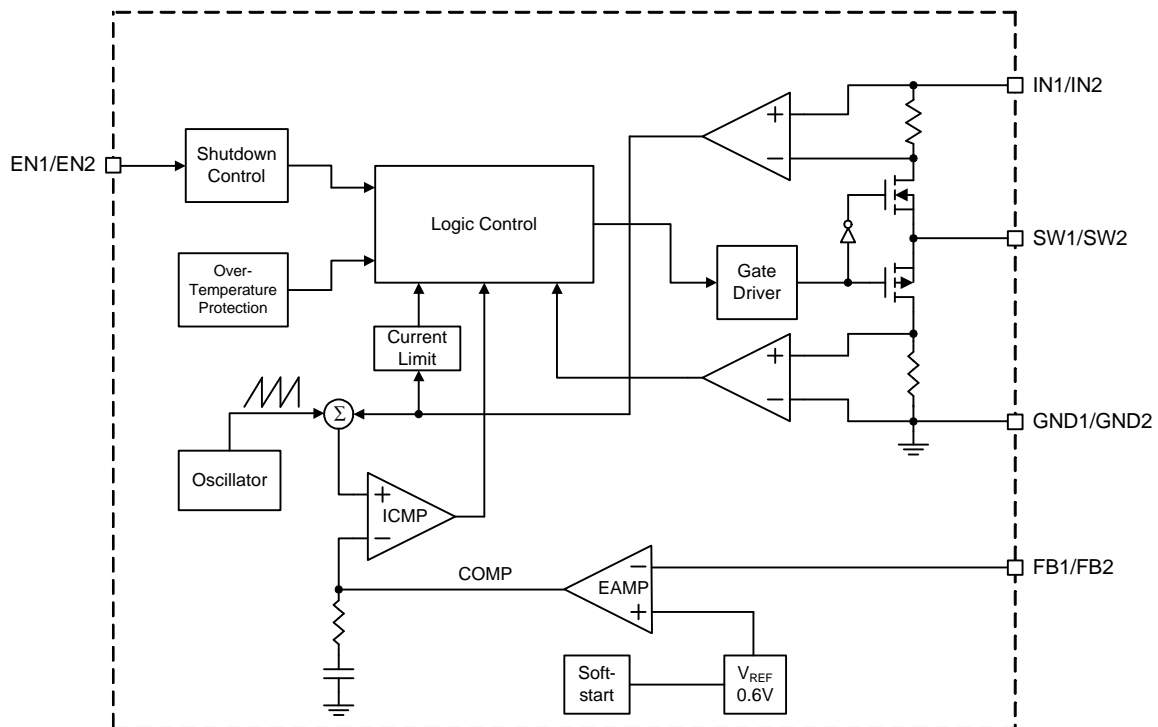 IN1/IN2
EN1/EN2
Shutdown
Control
+
−
Logic Control
SW1/SW2
Over-
Temperature
Protection
Gate
Driver
Current
Limit
+
−
Σ
GND1/GND2
Oscillator
+
ICMP
−
COMP
−
EAMP
+
FB1/FB2
Soft-
start
VREF
0.6V